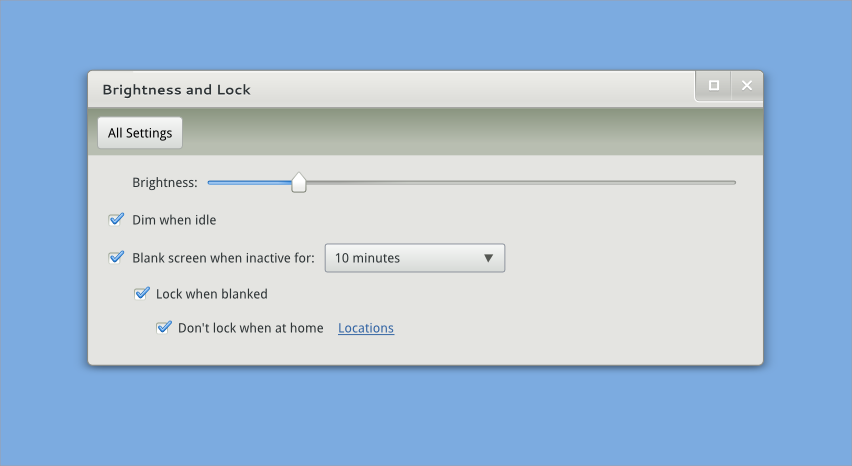 Brightness and Lock
All Settings
Brightness:
Dim when idle
Blank screen when inactive for: 10 minutes
Lock when blanked
Don't lock when at home Locations